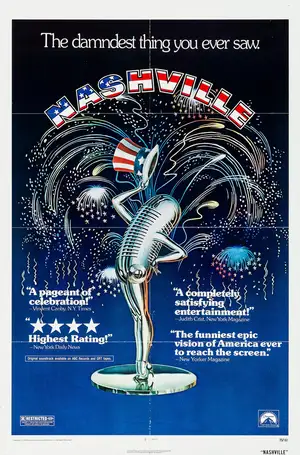 The damndest thing you ever saw.
NASHVILLE
"A pageant of
celebration!"
—Vincent Canby, N.Y. Times
"★★★★
Highest Rating!"
—New York Daily News
Original soundtrack available on ABC Records and GRT tapes.
"A completely
satisfying
entertainment!"
—Judith Crist, New York Magazine
"The funniest epic
vision of America ever
to reach the screen."
—New Yorker Magazine
R RESTRICTED
"NASHVILLE"